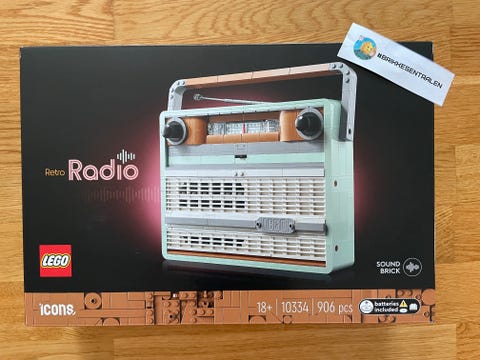 #BRIKKESENTRALEN
Retro Radio
LEGO
SOUND
BRICK
icons
18+ 10334 906 pcs
batteries
included